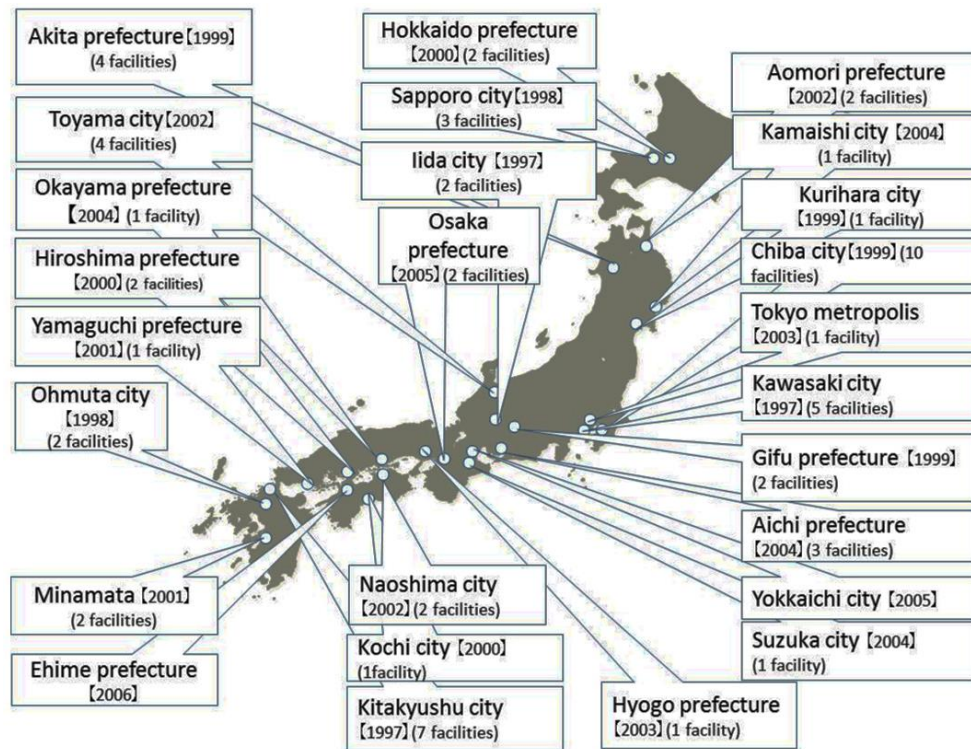 Akita prefecture【1999】
(4 facilities)
Toyama city【2002】
(4 facilities)
Okayama prefecture
【2004】(1 facility)
Hiroshima prefecture
【2000】(2 facilities)
Yamaguchi prefecture
【2001】(1 facility)
Ohmuta city
【1998】
(2 facilities)
Minamata【2001】
(2 facilities)
Ehime prefecture
【2006】
Hokkaido prefecture
【2000】(2 facilities)
Sapporo city【1998】
(3 facilities)
Iida city【1997】
(2 facilities)
Osaka
prefecture
【2005】(2 facilities)
Naoshima city
【2002】(2 facilities)
Kochi city【2000】
(1facility)
Kitakyushu city
【1997】(7 facilities)
Hyogo prefecture
【2003】(1 facility)
Aomori prefecture
【2002】(2 facilities)
Kamaishi city【2004】
(1 facility)
Kurihara city
【1999】(1 facility)
Chiba city【1999】(10
facilities)
Tokyo metropolis
【2003】(1 facility)
Kawasaki city
【1997】(5 facilities)
Gifu prefecture【1999】
(2 facilities)
Aichi prefecture
【2004】(3 facilities)
Yokkaichi city【2005】
Suzuka city【2004】
(1 facility)